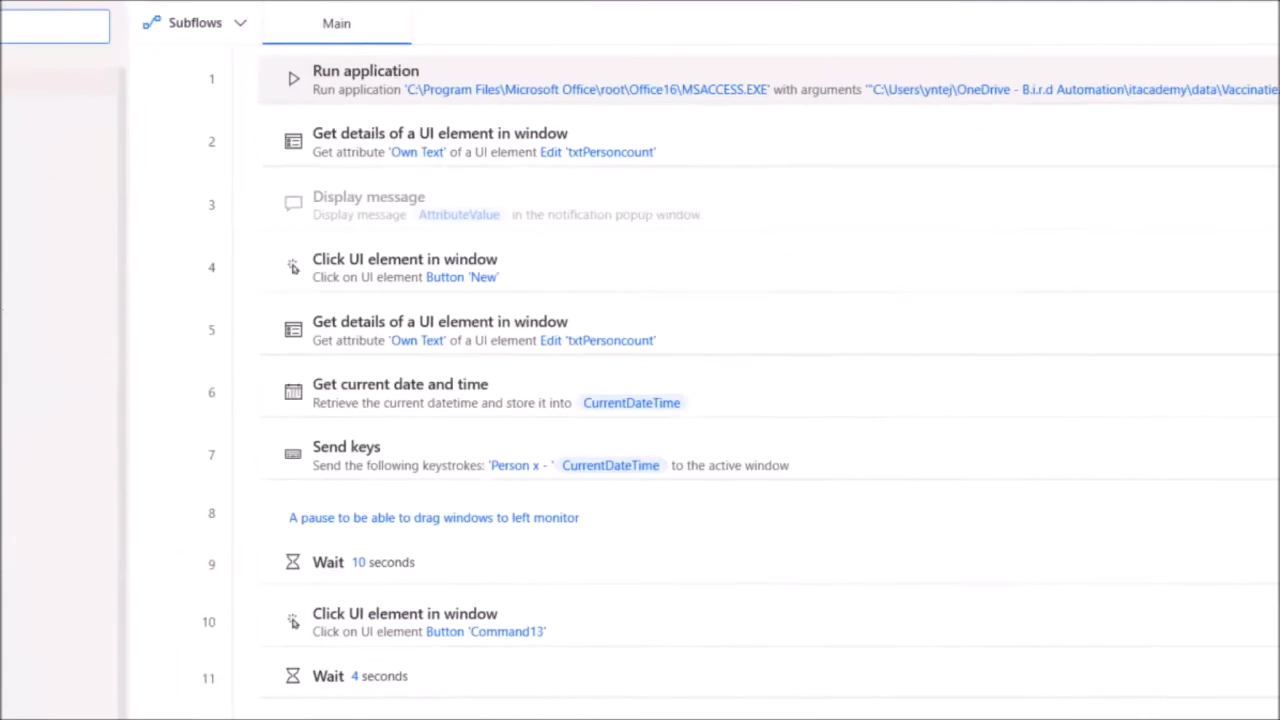 Subflows
Main
1
Run application
Run application 'C:\Program Files\Microsoft Office\root\Office16\MSACCESS.EXE' with arguments '"C:\Users\yntej\OneDrive - B.i.r.d Automation\itacademy\data\Vaccinatie
2
Get details of a UI element in window
Get attribute 'Own Text' of a UI element Edit 'txtPersoncount'
3
Display message
Display message AttributeValue in the notification popup window
4
Click UI element in window
Click on UI element Button 'New'
5
Get details of a UI element in window
Get attribute 'Own Text' of a UI element Edit 'txtPersoncount'
6
Get current date and time
Retrieve the current datetime and store it into CurrentDateTime
7
Send keys
Send the following keystrokes: 'Person x - ' CurrentDateTime to the active window
8
A pause to be able to drag windows to left monitor
9
Wait 10 seconds
10
Click UI element in window
Click on UI element Button 'Command13'
11
Wait 4 seconds